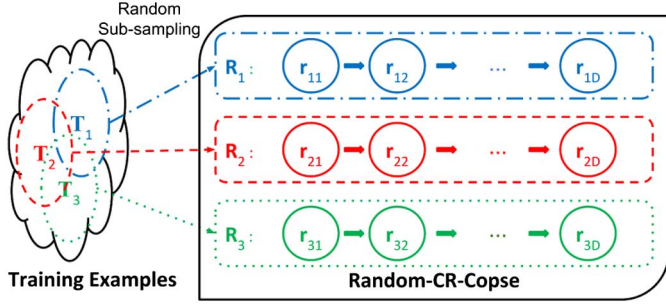 Random
Sub-sampling
T1
T2
T3
R1: r11 r12 ... r1D
R2: r21 r22 ... r2D
R3: r31 r32 ... r3D
Training Examples
Random-CR-Copse